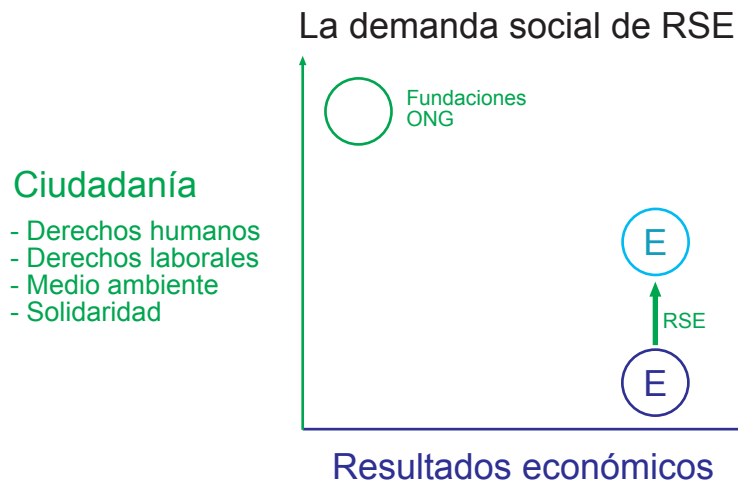 La demanda social de RSE
Fundaciones
ONG
Ciudadanía
- Derechos humanos
- Derechos laborales
- Medio ambiente
- Solidaridad
E
RSE
E
Resultados económicos